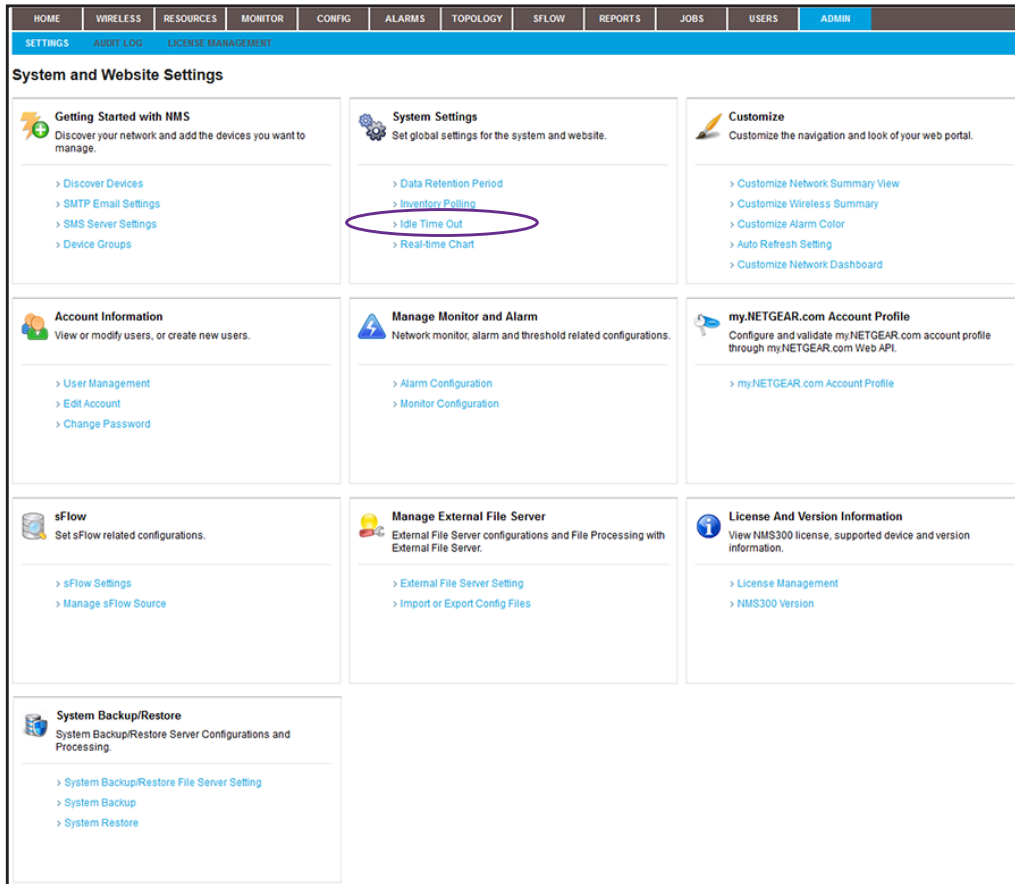 HOME WIRELESS RESOURCES MONITOR CONFIG ALARMS TOPOLOGY SFLOW REPORTS JOBS USERS ADMIN
SETTINGS AUDIT LOG LICENSE MANAGEMENT
System and Website Settings
Getting Started with NMS
Discover your network and add the devices you want to
manage.
> Discover Devices
> SMTP Email Settings
> SMS Server Settings
> Device Groups
System Settings
Set global settings for the system and website.
> Data Retention Period
> Inventory Polling
> Idle Time Out
> Real-time Chart
Customize
Customize the navigation and look of your web portal.
> Customize Network Summary View
> Customize Wireless Summary
> Customize Alarm Color
> Auto Refresh Setting
> Customize Network Dashboard
Account Information
View or modify users, or create new users.
> User Management
> Edit Account
> Change Password
Manage Monitor and Alarm
Network monitor, alarm and threshold related configurations.
> Alarm Configuration
> Monitor Configuration
my.NETGEAR.com Account Profile
Configure and validate my.NETGEAR.com account profile
through my.NETGEAR.com Web API.
> my.NETGEAR.com Account Profile
sFlow
Set sFlow related configurations.
> sFlow Settings
> Manage sFlow Source
Manage External File Server
External File Server configurations and File Processing with
External File Server.
> External File Server Setting
> Import or Export Config Files
License And Version Information
View NMS300 license, supported device and version
information.
> License Management
> NMS300 Version
System Backup/Restore
System Backup/Restore Server Configurations and
Processing.
> System Backup/Restore File Server Setting
> System Backup
> System Restore